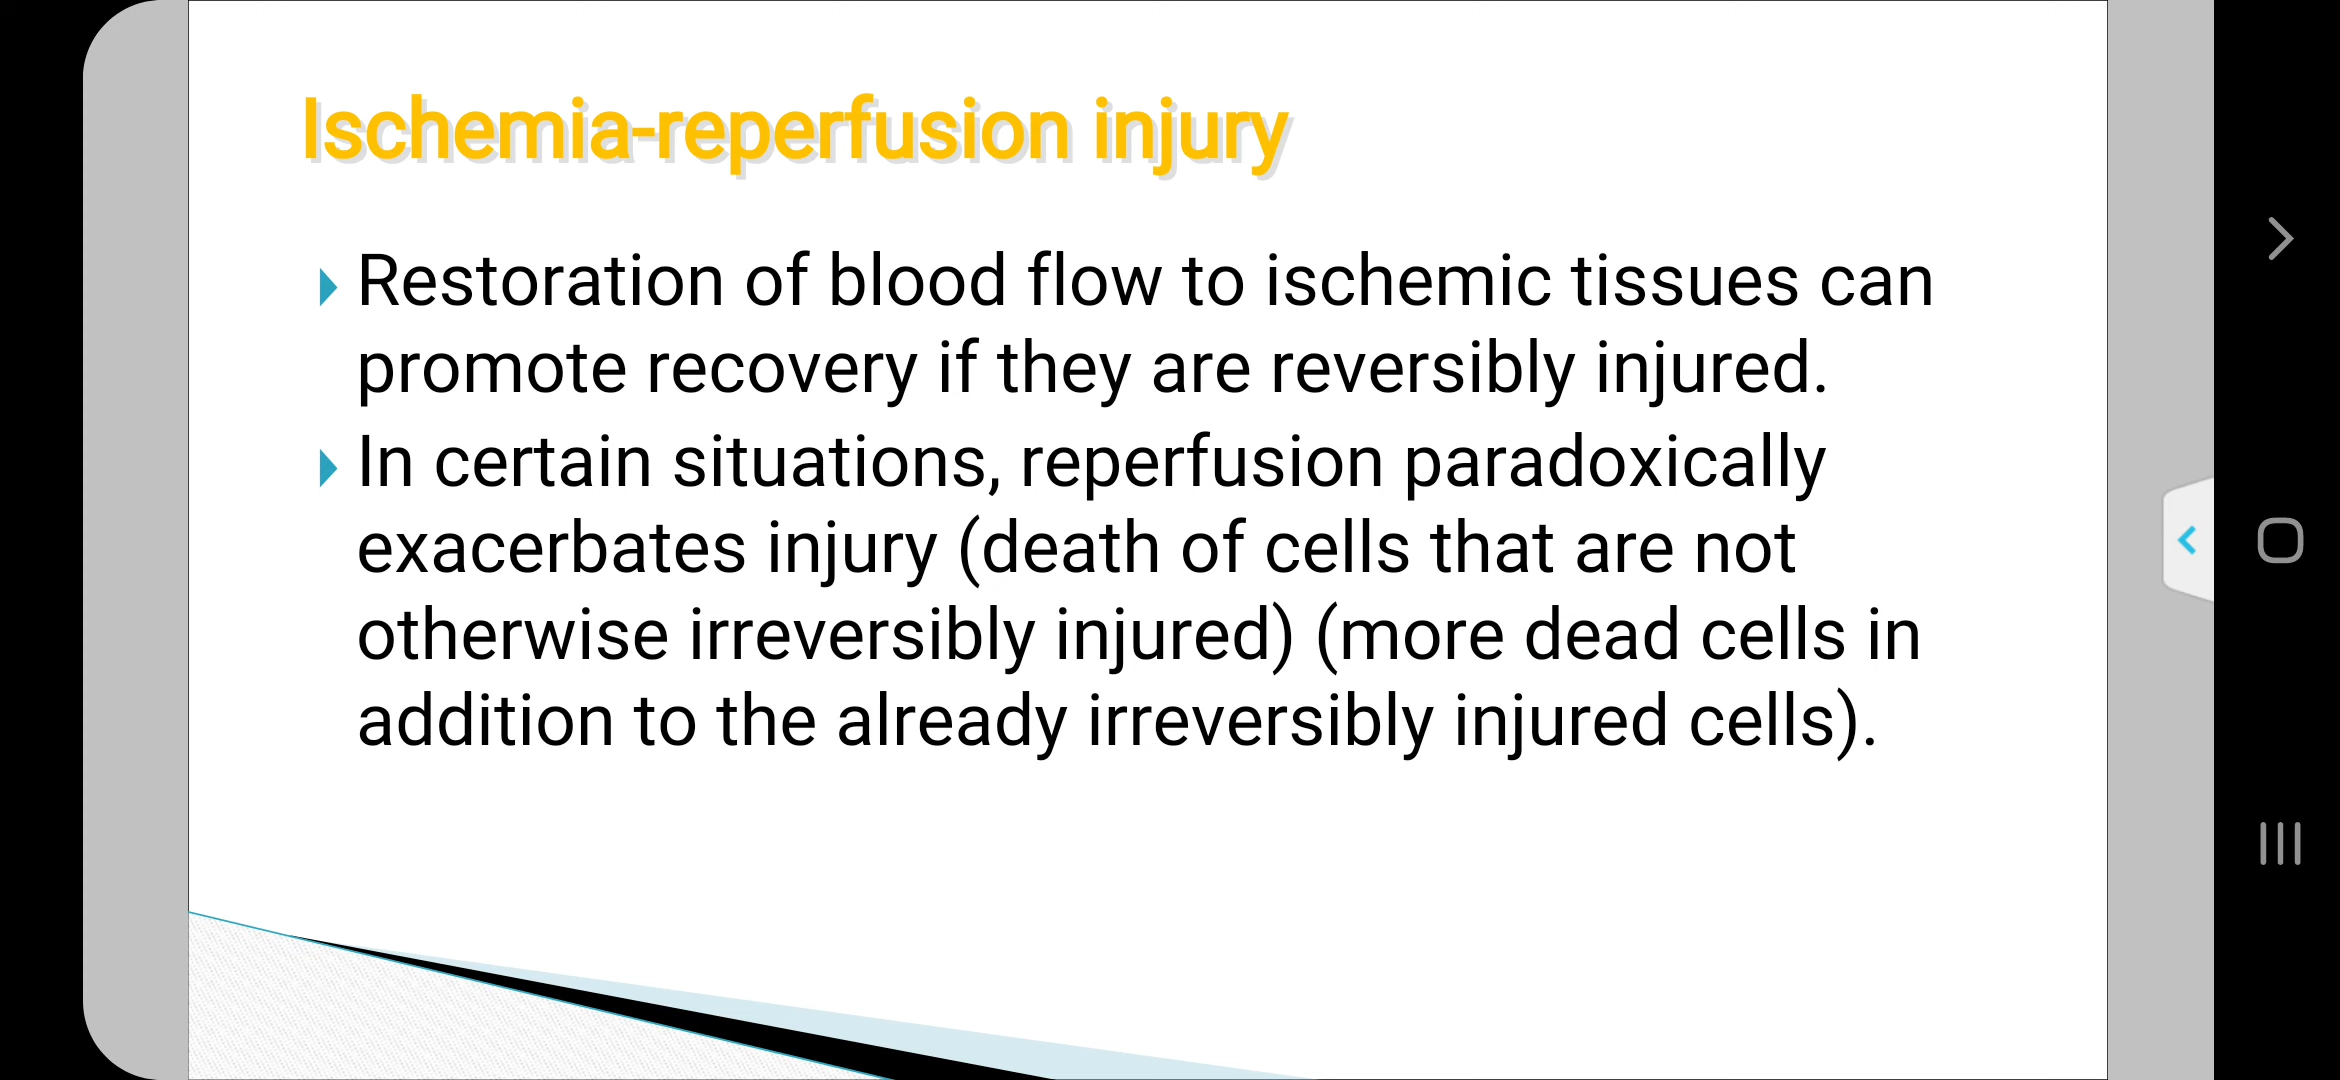 Ischemia-reperfusion injury
Restoration of blood flow to ischemic tissues can
promote recovery if they are reversibly injured.
In certain situations, reperfusion paradoxically
exacerbates injury (death of cells that are not
otherwise irreversibly injured) (more dead cells in
addition to the already irreversibly injured cells).